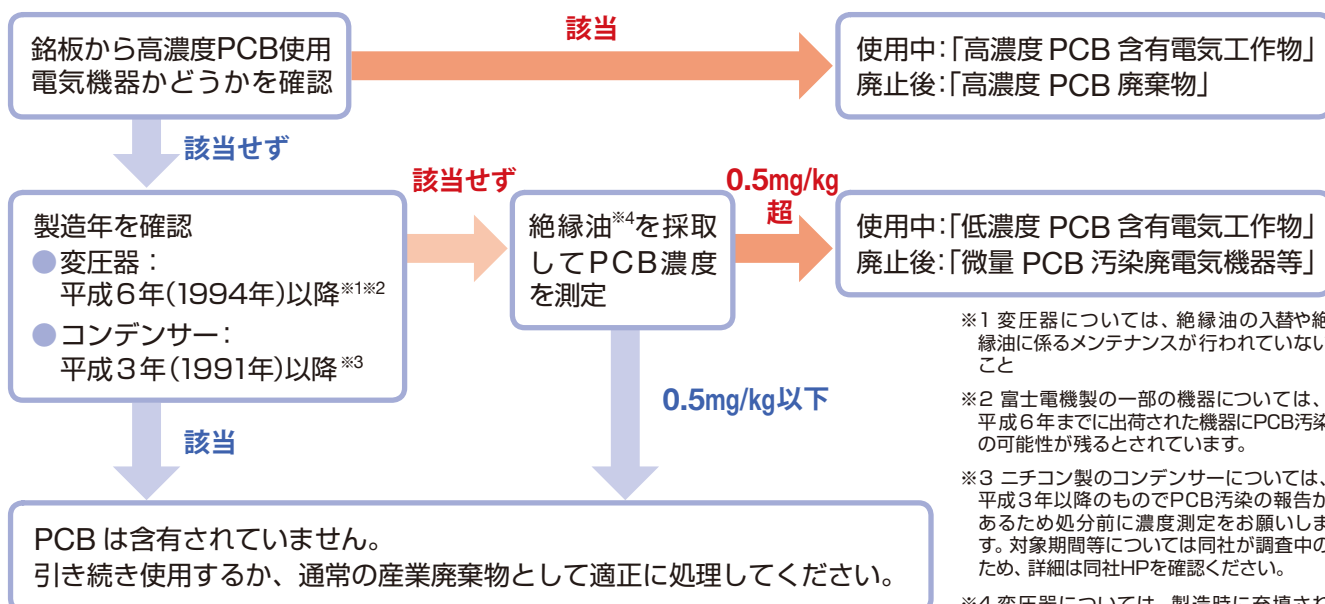 銘板から高濃度PCB使用
電気機器かどうかを確認
該当
使用中:「高濃度 PCB 含有電気工作物」
廃止後:「高濃度 PCB 廃棄物」
該当せず
製造年を確認
●変圧器:
平成6年(1994年)以降※1※2
●コンデンサー:
平成3年(1991年)以降※3
該当せず
絶縁油※4を採取
してPCB濃度
を測定
0.5mg/kg
超
使用中:「低濃度 PCB 含有電気工作物」
廃止後:「微量 PCB 汚染廃電気機器等」
該当
0.5mg/kg以下
PCB は含有されていません。
引き続き使用するか、通常の産業廃棄物として適正に処理してください。
※1 変圧器については、絶縁油の入替や絶
縁油に係るメンテナンスが行われていない
こと
※2 富士電機製の一部の機器については、
平成6年までに出荷された機器にPCB汚染
の可能性が残るとされています。
※3 ニチコン製のコンデンサーについては、
平成3年以降のものでPCB汚染の報告が
あるため処分前に濃度測定をお願いしま
す。対象期間等については同社が調査中の
ため、詳細は同社HPを確認ください。
※4 変圧器については、製造時に充填され